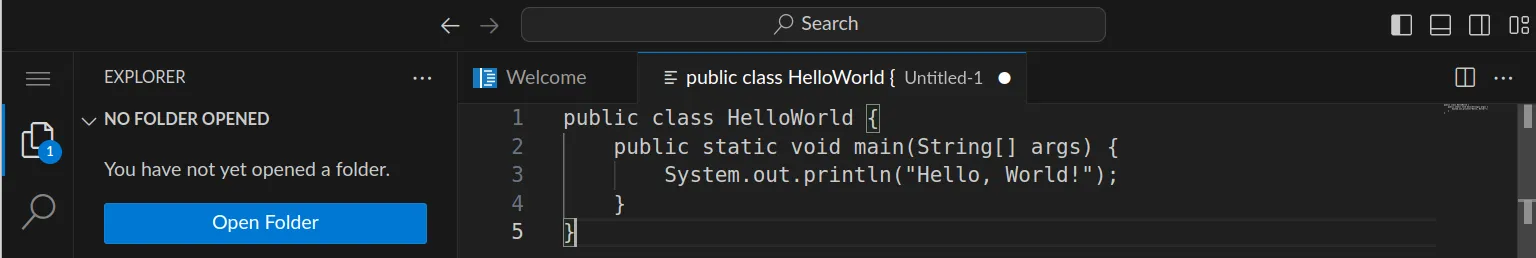 Search
EXPLORER
NO FOLDER OPENED
1
You have not yet opened a folder.
Open Folder
Welcome
public class HelloWorld { Untitled-1
1 public class HelloWorld {
2     public static void main(String[] args) {
3         System.out.println("Hello, World!");
4     }
5 }